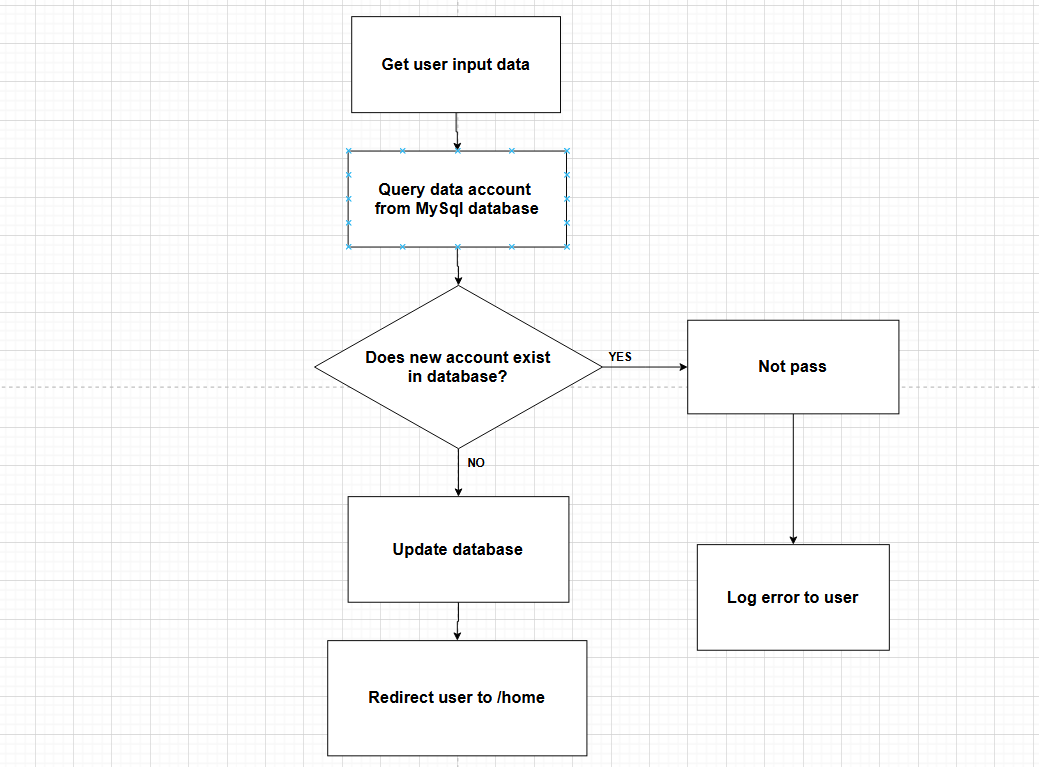 Get user input data
Query data account
from MySql database
Does new account exist
in database?
YES
Not pass
NO
Update database
Log error to user
Redirect user to /home